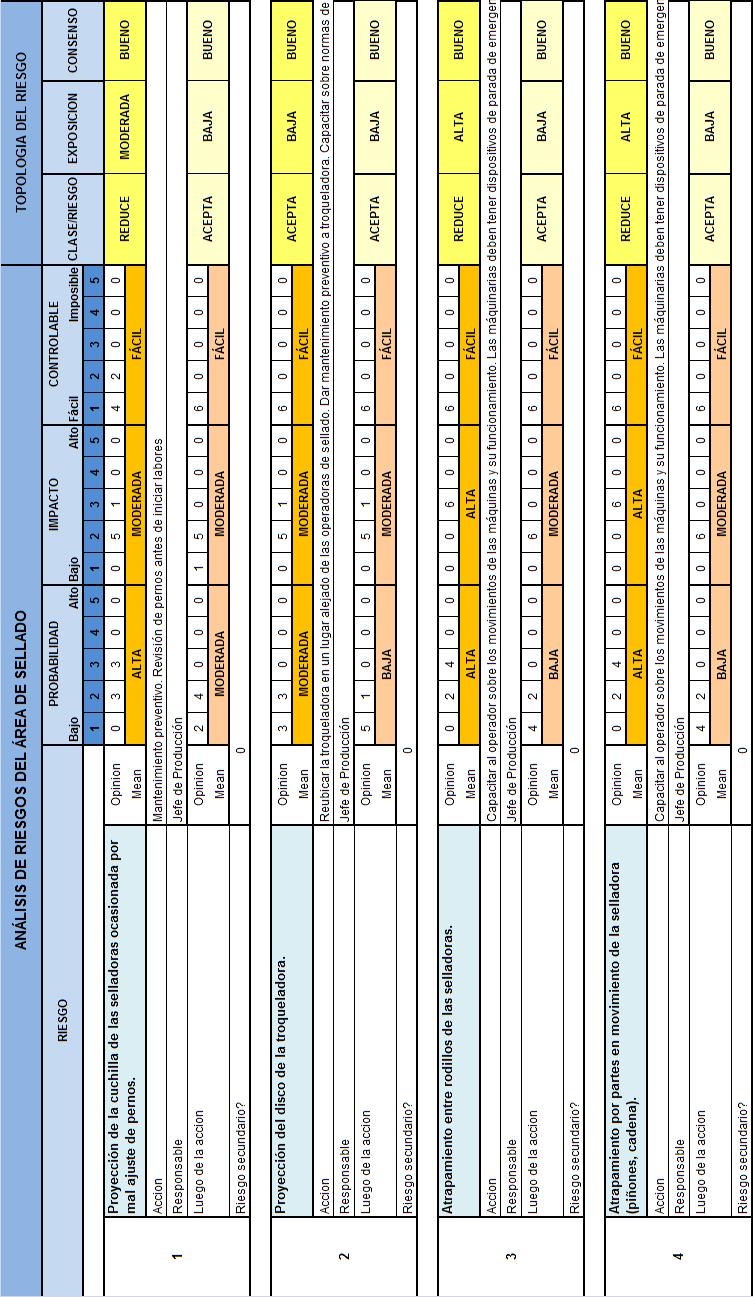 ANÁLISIS DE RIESGOS DEL ÁREA DE SELLADO TOPOLOGIA DEL RIESGO
RIESGO PROBABILIDAD IMPACTO CONTROLABLE CLASE/RIESGO EXPOSICION CONSENSO
Bajo Alto Bajo Alto Fácil Imposible
1 2 3 4 5 1 2 3 4 5 1 2 3 4 5
1 Proyección de la cuchilla de las selladoras ocasionada por
mal ajuste de pernos.
Opinion 0 3 3 0 0 0 5 1 0 0 4 2 0 0 0 REDUCE MODERADA BUENO
Mean ALTA MODERADA FÁCIL
Accion Mantenimiento preventivo. Revisión de pernos antes de iniciar labores
Responsable Jefe de Producción
Luego de la accion Opinion 2 4 0 0 0 1 5 0 0 0 6 0 0 0 0 ACEPTA BAJA BUENO
Mean MODERADA MODERADA FÁCIL
Riesgo secundario? 0
2 Proyección del disco de la troqueladora.
Opinion 3 3 0 0 0 0 5 1 0 0 6 0 0 0 0 ACEPTA BAJA BUENO
Mean MODERADA MODERADA FÁCIL
Accion Reubicar la troqueladora en un lugar alejado de las operadoras de sellado. Dar mantenimiento preventivo a troqueladora. Capacitar sobre normas de
Responsable Jefe de Producción
Luego de la accion Opinion 5 1 0 0 0 0 5 1 0 0 6 0 0 0 0 ACEPTA BAJA BUENO
Mean BAJA MODERADA FÁCIL
Riesgo secundario? 0
3 Atrapamiento entre rodillos de las selladoras.
Opinion 0 2 4 0 0 0 0 6 0 0 6 0 0 0 0 REDUCE ALTA BUENO
Mean ALTA ALTA FÁCIL
Accion Capacitar al operador sobre los movimientos de las máquinas y su funcionamiento. Las máquinarias deben tener dispositivos de parada de emergen
Responsable Jefe de Producción
Luego de la accion Opinion 4 2 0 0 0 0 6 0 0 0 6 0 0 0 0 ACEPTA BAJA BUENO
Mean BAJA MODERADA FÁCIL
Riesgo secundario? 0
4 Atrapamiento por partes en movimiento de la selladora
(piñones, cadena).
Opinion 0 2 4 0 0 0 0 6 0 0 6 0 0 0 0 REDUCE ALTA BUENO
Mean ALTA ALTA FÁCIL
Accion Capacitar al operador sobre los movimientos de las máquinas y su funcionamiento. Las máquinarias deben tener dispositivos de parada de emergen
Responsable Jefe de Producción
Luego de la accion Opinion 4 2 0 0 0 0 6 0 0 0 6 0 0 0 0 ACEPTA BAJA BUENO
Mean BAJA MODERADA FÁCIL
Riesgo secundario? 0